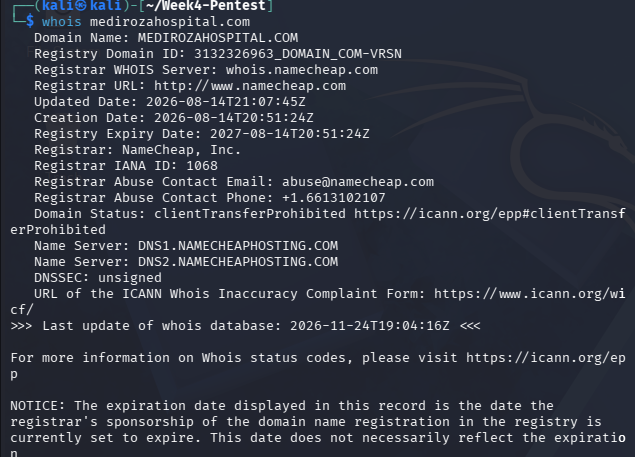 ┌──(kali㉿kali)-[~/Week4-Pentest]
└─$ whois medirozahospital.com
Domain Name: MEDIROZAHOSPITAL.COM
Registry Domain ID: 3132326963_DOMAIN_COM-VRSN
Registrar WHOIS Server: whois.namecheap.com
Registrar URL: http://www.namecheap.com
Updated Date: 2026-08-14T21:07:45Z
Creation Date: 2026-08-14T20:51:24Z
Registry Expiry Date: 2027-08-14T20:51:24Z
Registrar: NameCheap, Inc.
Registrar IANA ID: 1068
Registrar Abuse Contact Email: abuse@namecheap.com
Registrar Abuse Contact Phone: +1.6613102107
Domain Status: clientTransferProhibited https://icann.org/epp#clientTransf
erProhibited
Name Server: DNS1.NAMECHEAPHOSTING.COM
Name Server: DNS2.NAMECHEAPHOSTING.COM
DNSSEC: unsigned
URL of the ICANN Whois Inaccuracy Complaint Form: https://www.icann.org/wi
cf/
>>> Last update of whois database: 2026-11-24T19:04:16Z <<<
For more information on Whois status codes, please visit https://icann.org/ep
p
NOTICE: The expiration date displayed in this record is the date the
registrar's sponsorship of the domain name registration in the registry is
currently set to expire. This date does not necessarily reflect the expiratio
n